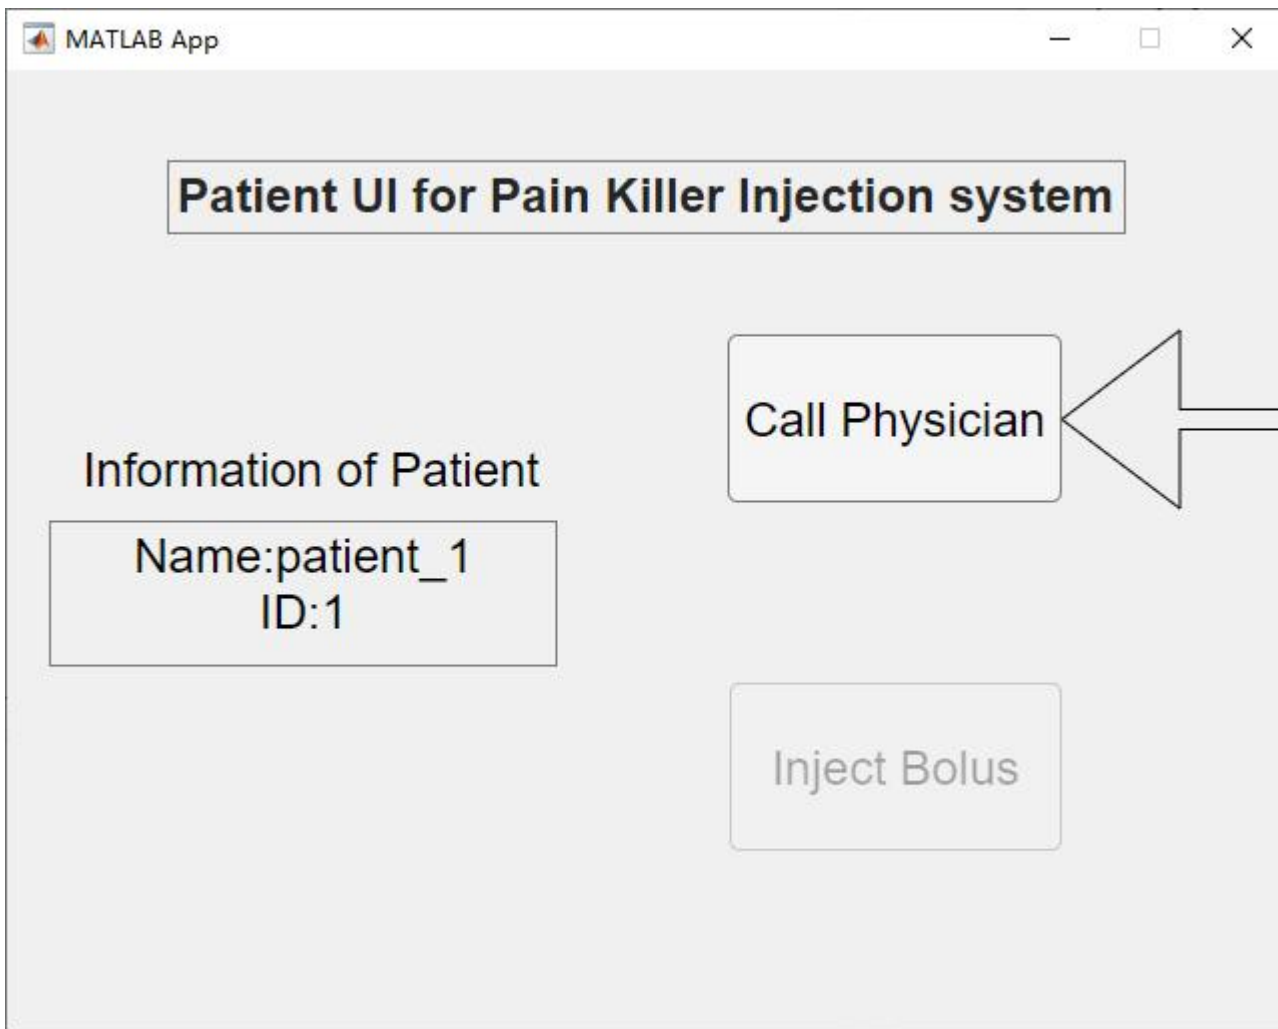 MATLAB App
Patient UI for Pain Killer Injection system
Call Physician
Information of Patient
Name:patient_1
ID:1
Inject Bolus